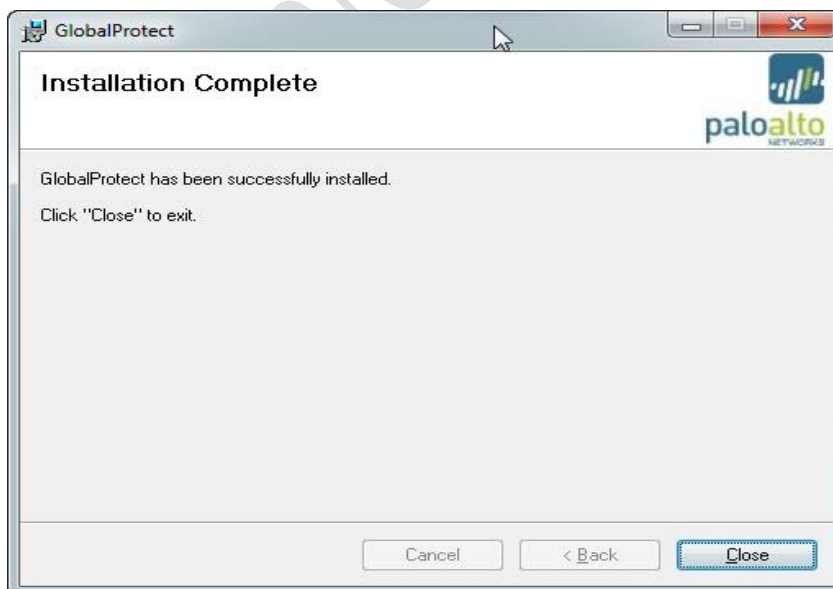 GlobalProtect
Installation Complete
paloalto
NETWORKS
GlobalProtect has been successfully installed.
Click "Close" to exit.
Cancel
< Back
Close